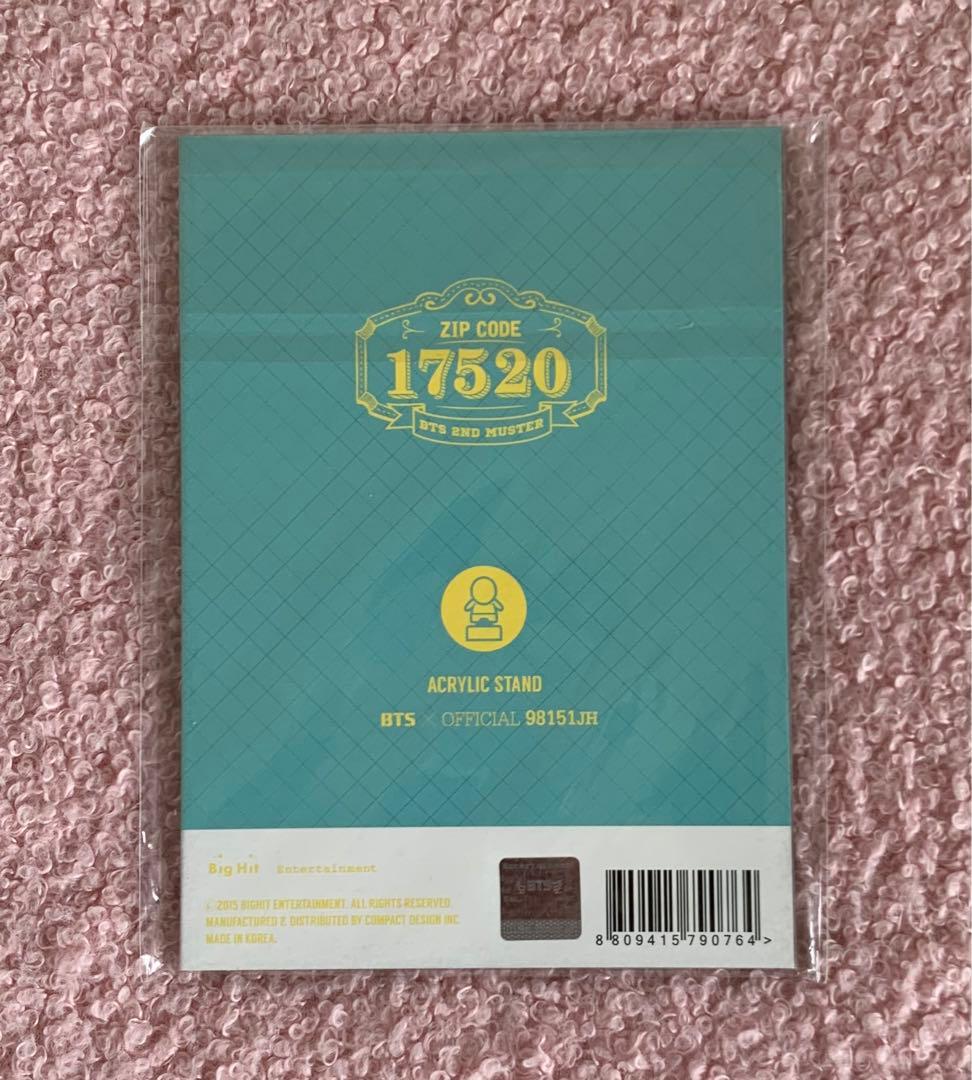 ZIP CODE
17520
BTS 2ND MUSTER
ACRYLIC STAND
BTS × OFFICIAL 98151JH
Big Hit Entertainment
©2015 BIGHIT ENTERTAINMENT. ALL RIGHTS RESERVED.
MANUFACTURED & DISTRIBUTED BY COMPACT DESIGN INC.
MADE IN KOREA.
BTS
8 809415 790764 >